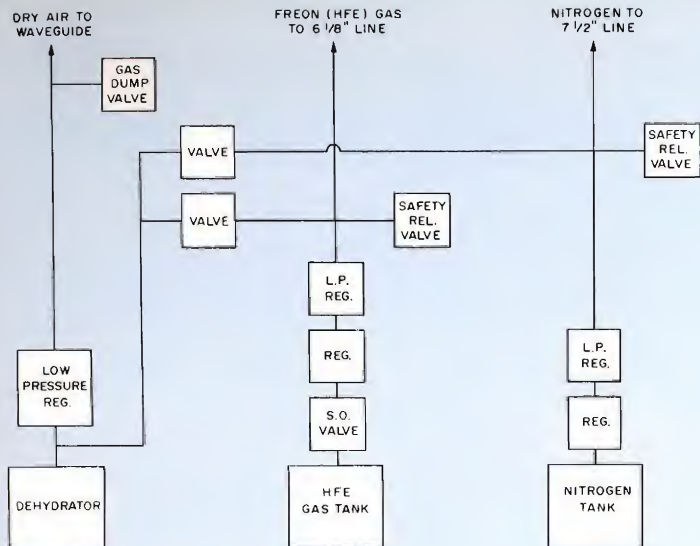 DRY AIR TO
WAVEGUIDE
FREON (HFE) GAS
TO 6 1/8" LINE
NITROGEN TO
7 1/2" LINE
GAS
DUMP
VALVE
VALVE
SAFETY
REL.
VALVE
VALVE
SAFETY
REL.
VALVE
L.P.
REG.
LOW
PRESSURE
REG.
REG.
L.P.
REG.
S.O.
VALVE
REG.
DEHYDRATOR
HFE
GAS TANK
NITROGEN
TANK